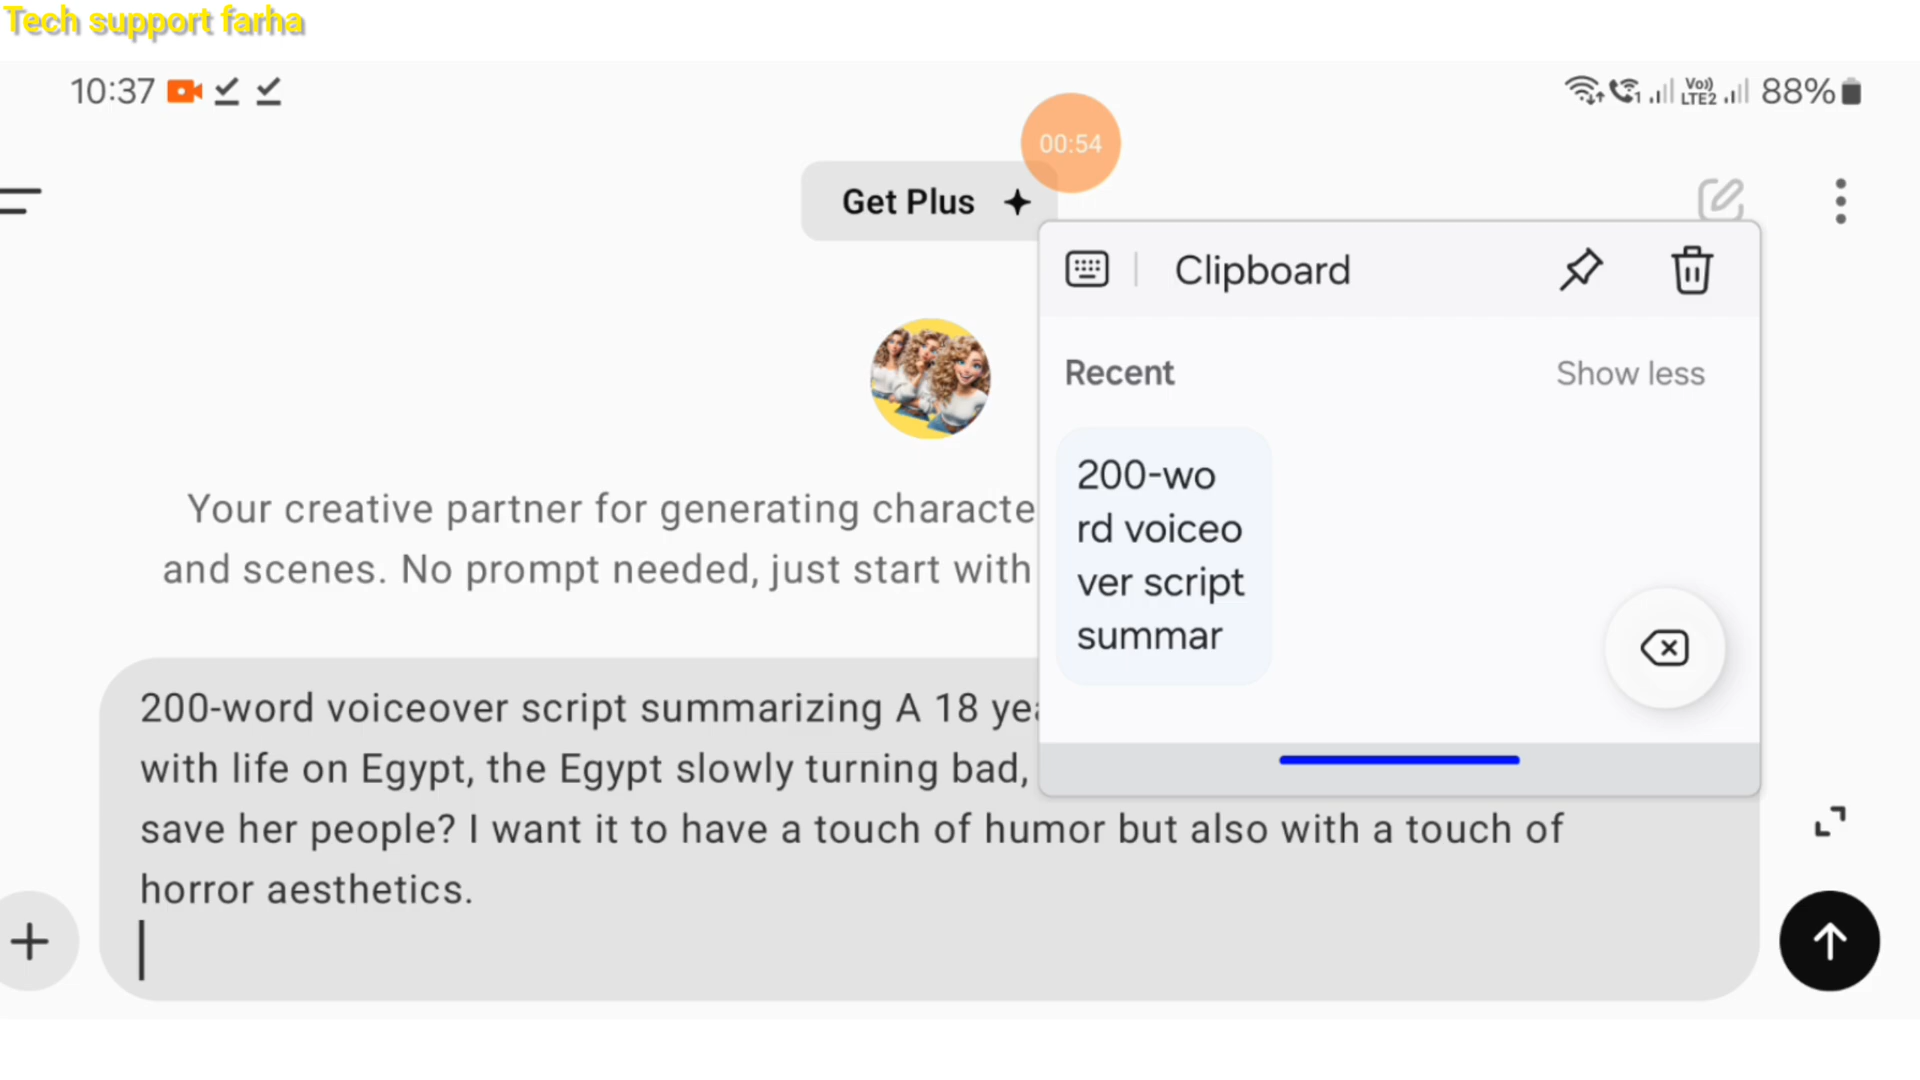 Tech support farha
10:37
00:54
Vo))
LTE2
88%
Get Plus
Clipboard
Recent
Show less
200-wo
rd voiceo
ver script
summar
Your creative partner for generating characte
and scenes. No prompt needed, just start with
200-word voiceover script summarizing A 18
with life on Egypt, the Egypt slowly turning bad,
save her people? I want it to have a touch of humor but also with a touch of
horror aesthetics.